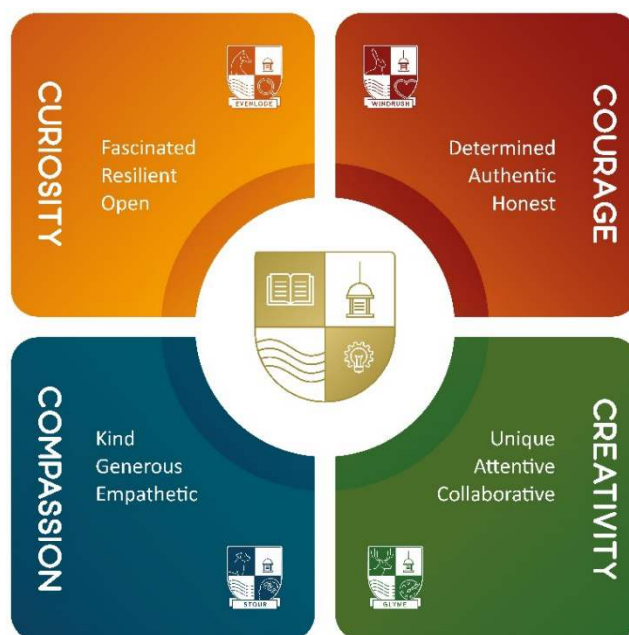 CURIOSITY
Fascinated
Resilient
Open
EVENLODE
COURAGE
Determined
Authentic
Honest
WINDRUSH
COMPASSION
Kind
Generous
Empathetic
STOUR
CREATIVITY
Unique
Attentive
Collaborative
GLYME